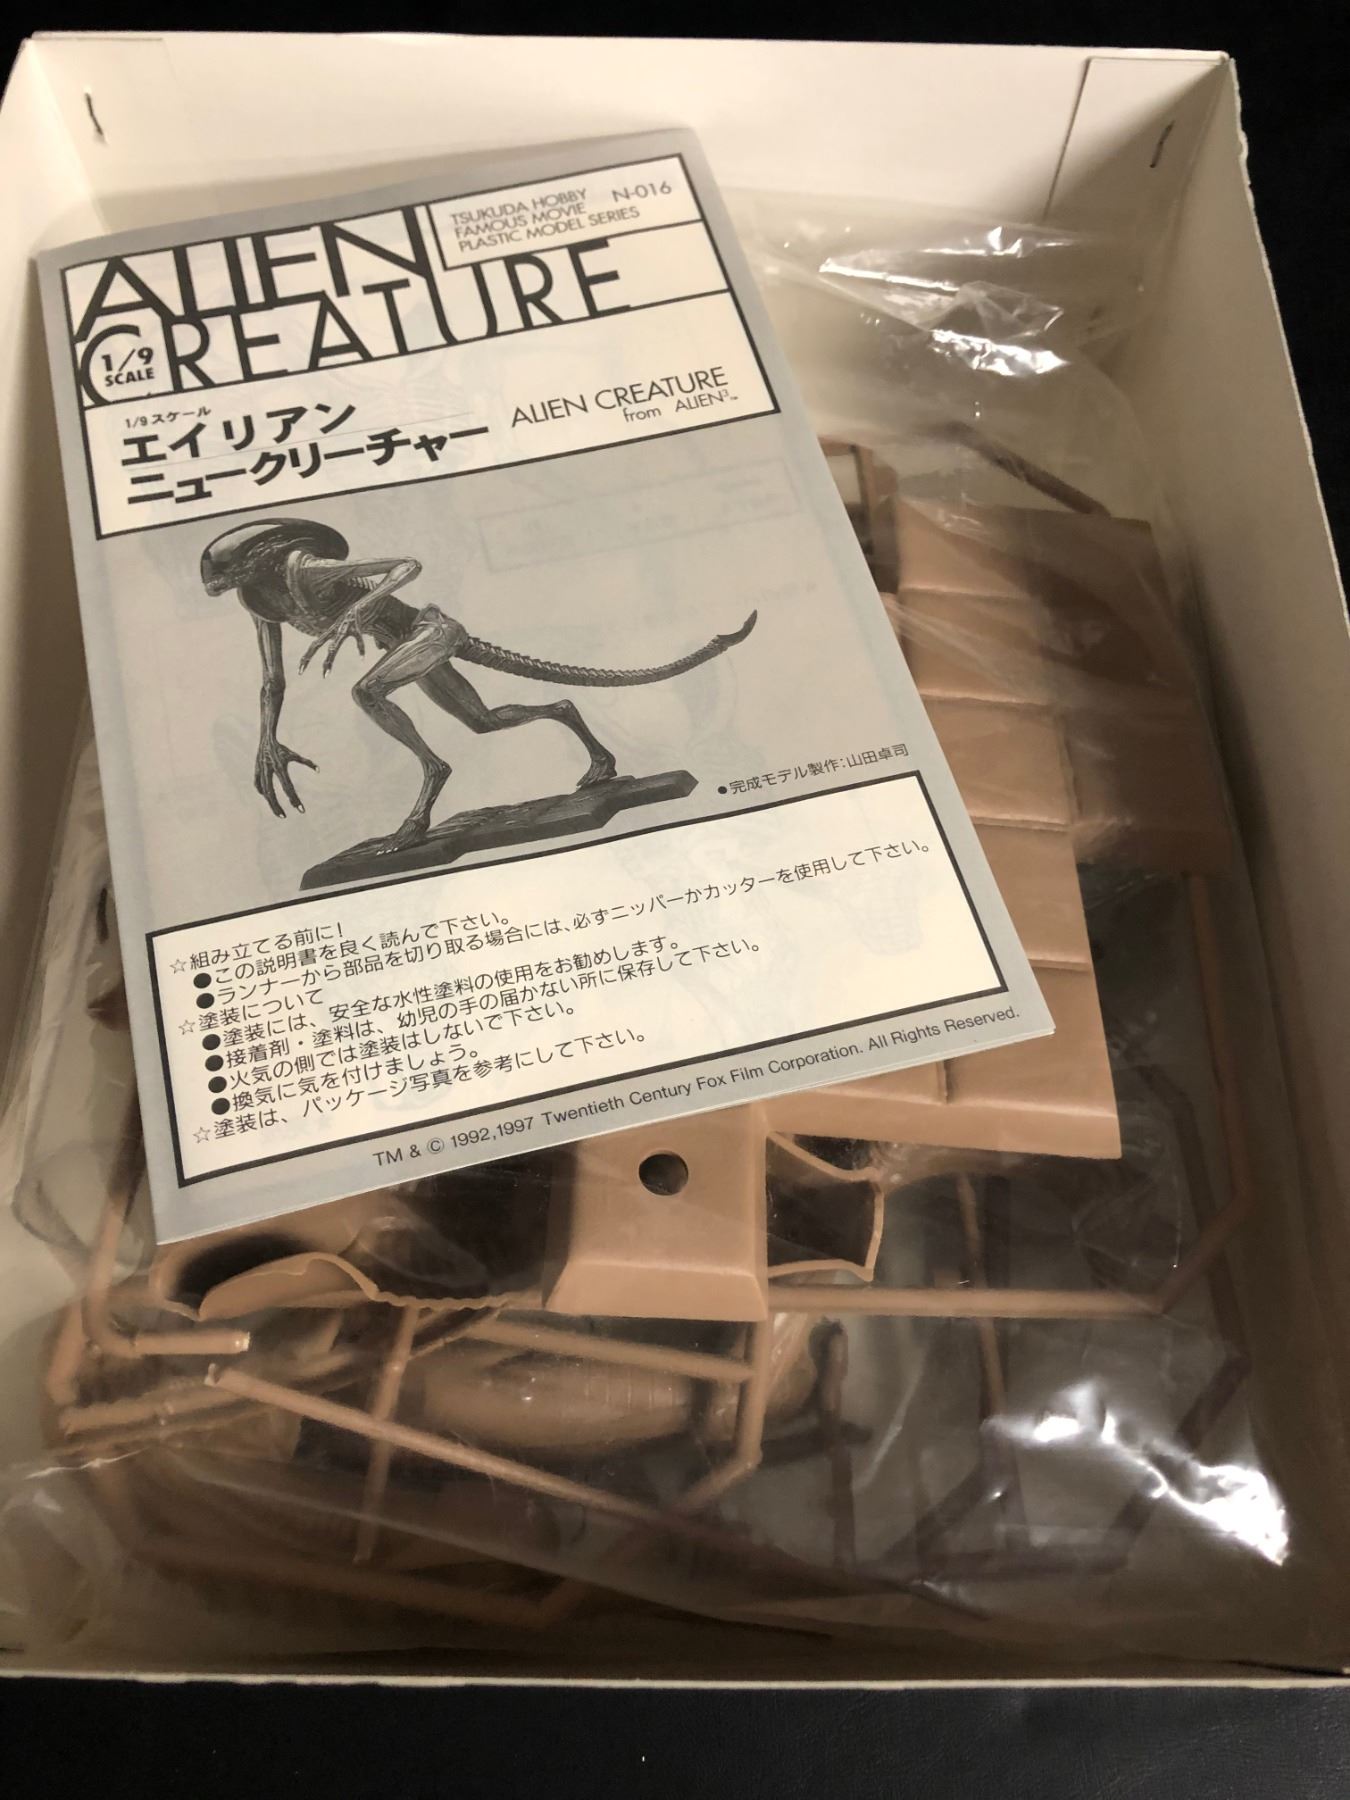 TSUKUDA HOBBY
FAMOUS MOVIE N-016
PLASTIC MODEL SERIES
ALIEN
CREATURE
1/9
SCALE
1/9スケール
エイリアン
ニュークリーチャー
ALIEN CREATURE
from ALIEN³™
●完成モデル製作:山田卓司
☆組み立てる前に!
●この説明書を良く読んで下さい。
●ランナーから部品を切り取る場合には、必ずニッパーかカッターを使用して下さい。
☆塗装について
●塗装には、安全な水性塗料の使用をお勧めします。
●接着剤・塗料は、幼児の手の届かない所に保存して下さい。
●火気の側では塗装はしないで下さい。
●換気に気を付けましょう。
☆塗装は、パッケージ写真を参考にして下さい。
TM & © 1992,1997 Twentieth Century Fox Film Corporation. All Rights Reserved.